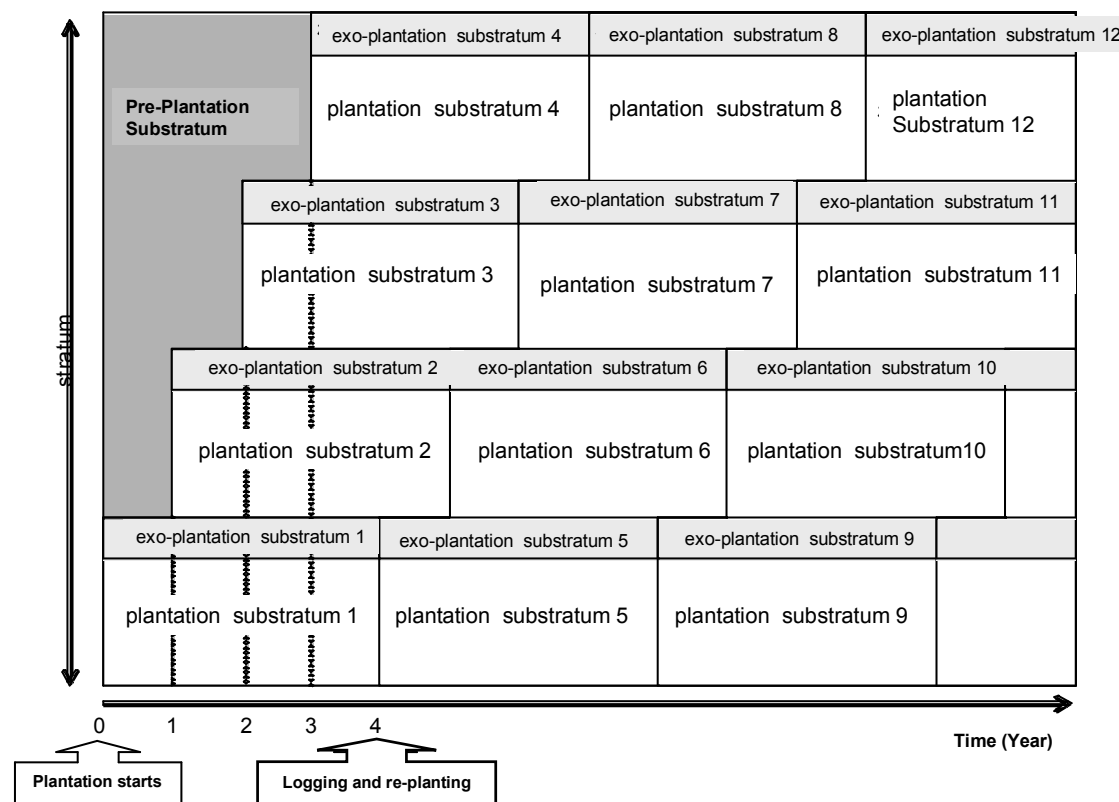 exo-plantation substratum 4
exo-plantation substratum 8
exo-plantation substratum 12
Pre-Plantation
Substratum
plantation substratum 4
plantation substratum 8
plantation
Substratum 12
exo-plantation substratum 3
exo-plantation substratum 7
exo-plantation substratum 11
plantation substratum 3
plantation substratum 7
plantation substratum 11
stratum
exo-plantation substratum 2
exo-plantation substratum 6
exo-plantation substratum 10
plantation substratum 2
plantation substratum 6
plantation substratum10
exo-plantation substratum 1
exo-plantation substratum 5
exo-plantation substratum 9
plantation substratum 1
plantation substratum 5
plantation substratum 9
0 1 2 3 4
Time (Year)
Plantation starts
Logging and re-planting